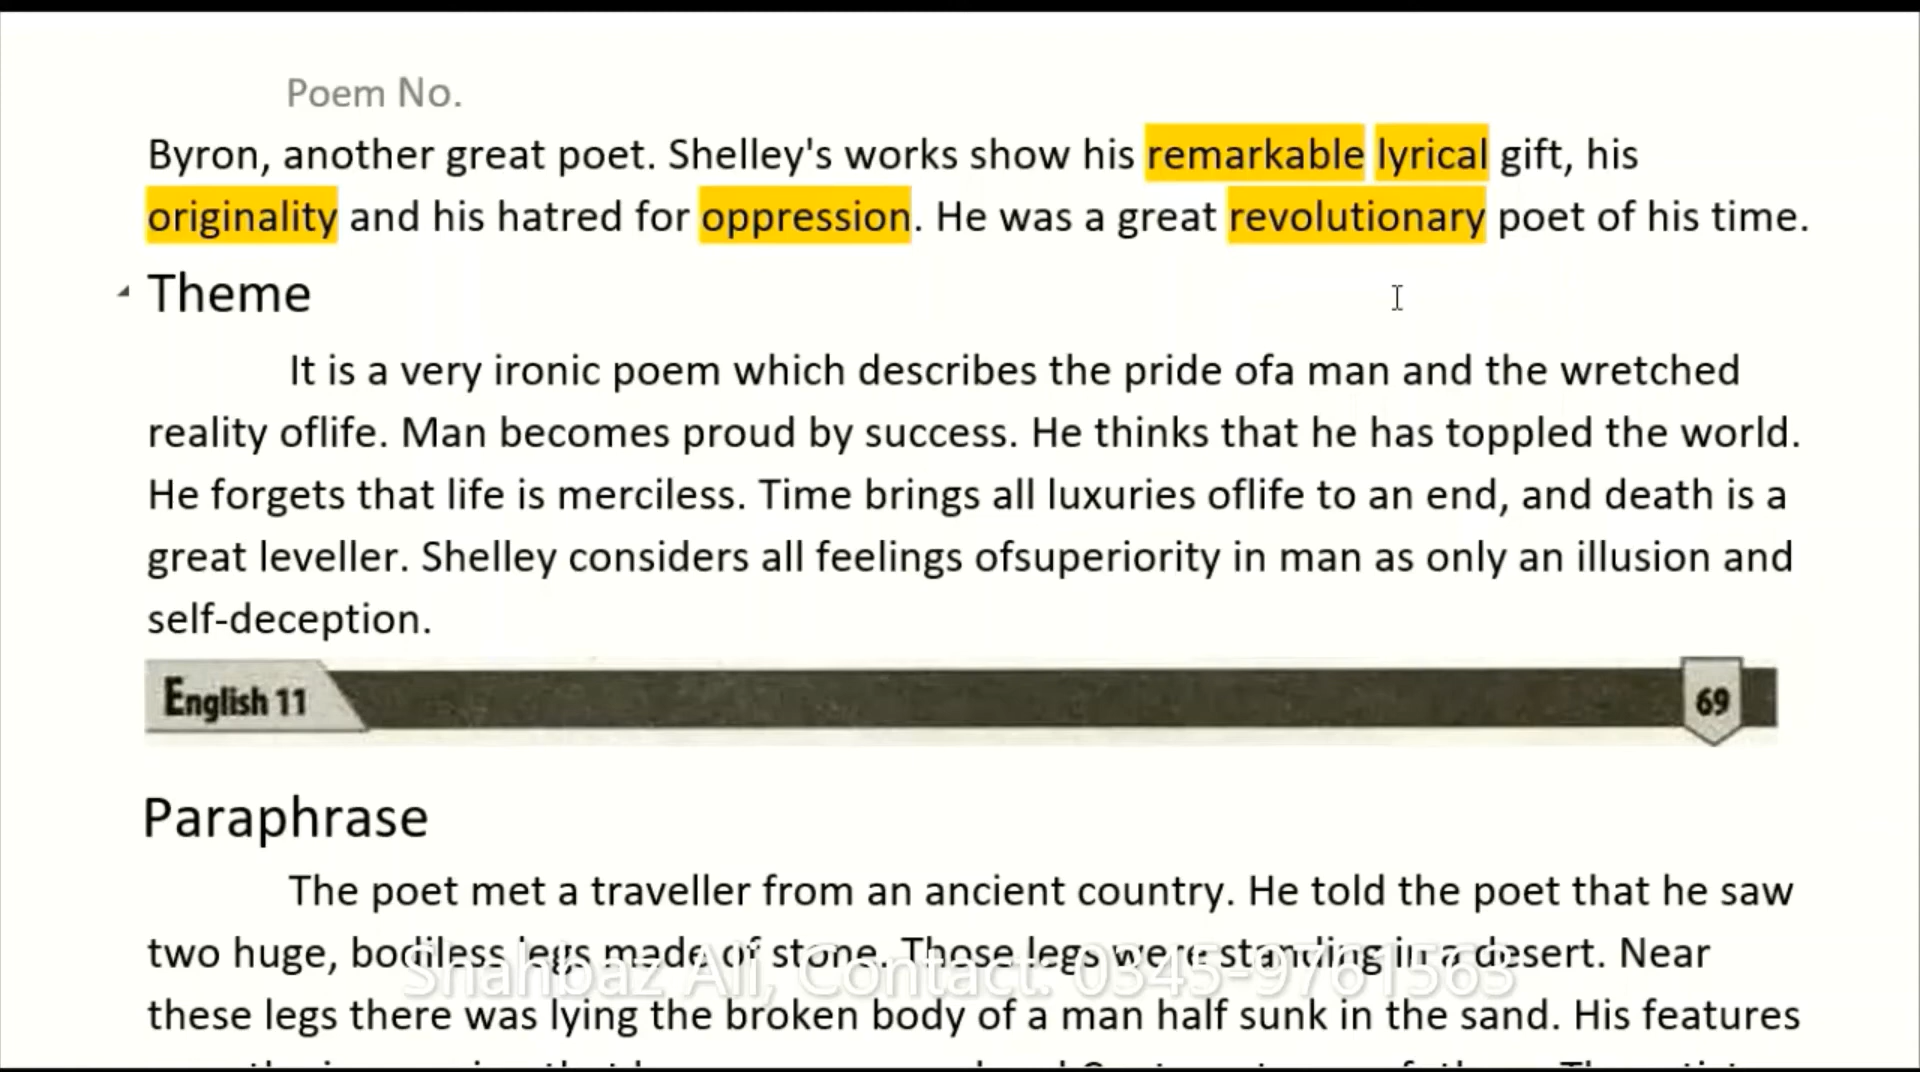 Poem No.
Byron, another great poet. Shelley's works show his remarkable lyrical gift, his
originality and his hatred for oppression. He was a great revolutionary poet of his time.
Theme
It is a very ironic poem which describes the pride ofa man and the wretched
reality oflife. Man becomes proud by success. He thinks that he has toppled the world.
He forgets that life is merciless. Time brings all luxuries oflife to an end, and death is a
great leveller. Shelley considers all feelings ofsuperiority in man as only an illusion and
self-deception.
English 11
69
Paraphrase
The poet met a traveller from an ancient country. He told the poet that he saw
two huge, bodiless legs made of stone. Those legs were standing in a desert. Near
Shahbaz Ali, Contact: 0345-9761563
these legs there was lying the broken body of a man half sunk in the sand. His features